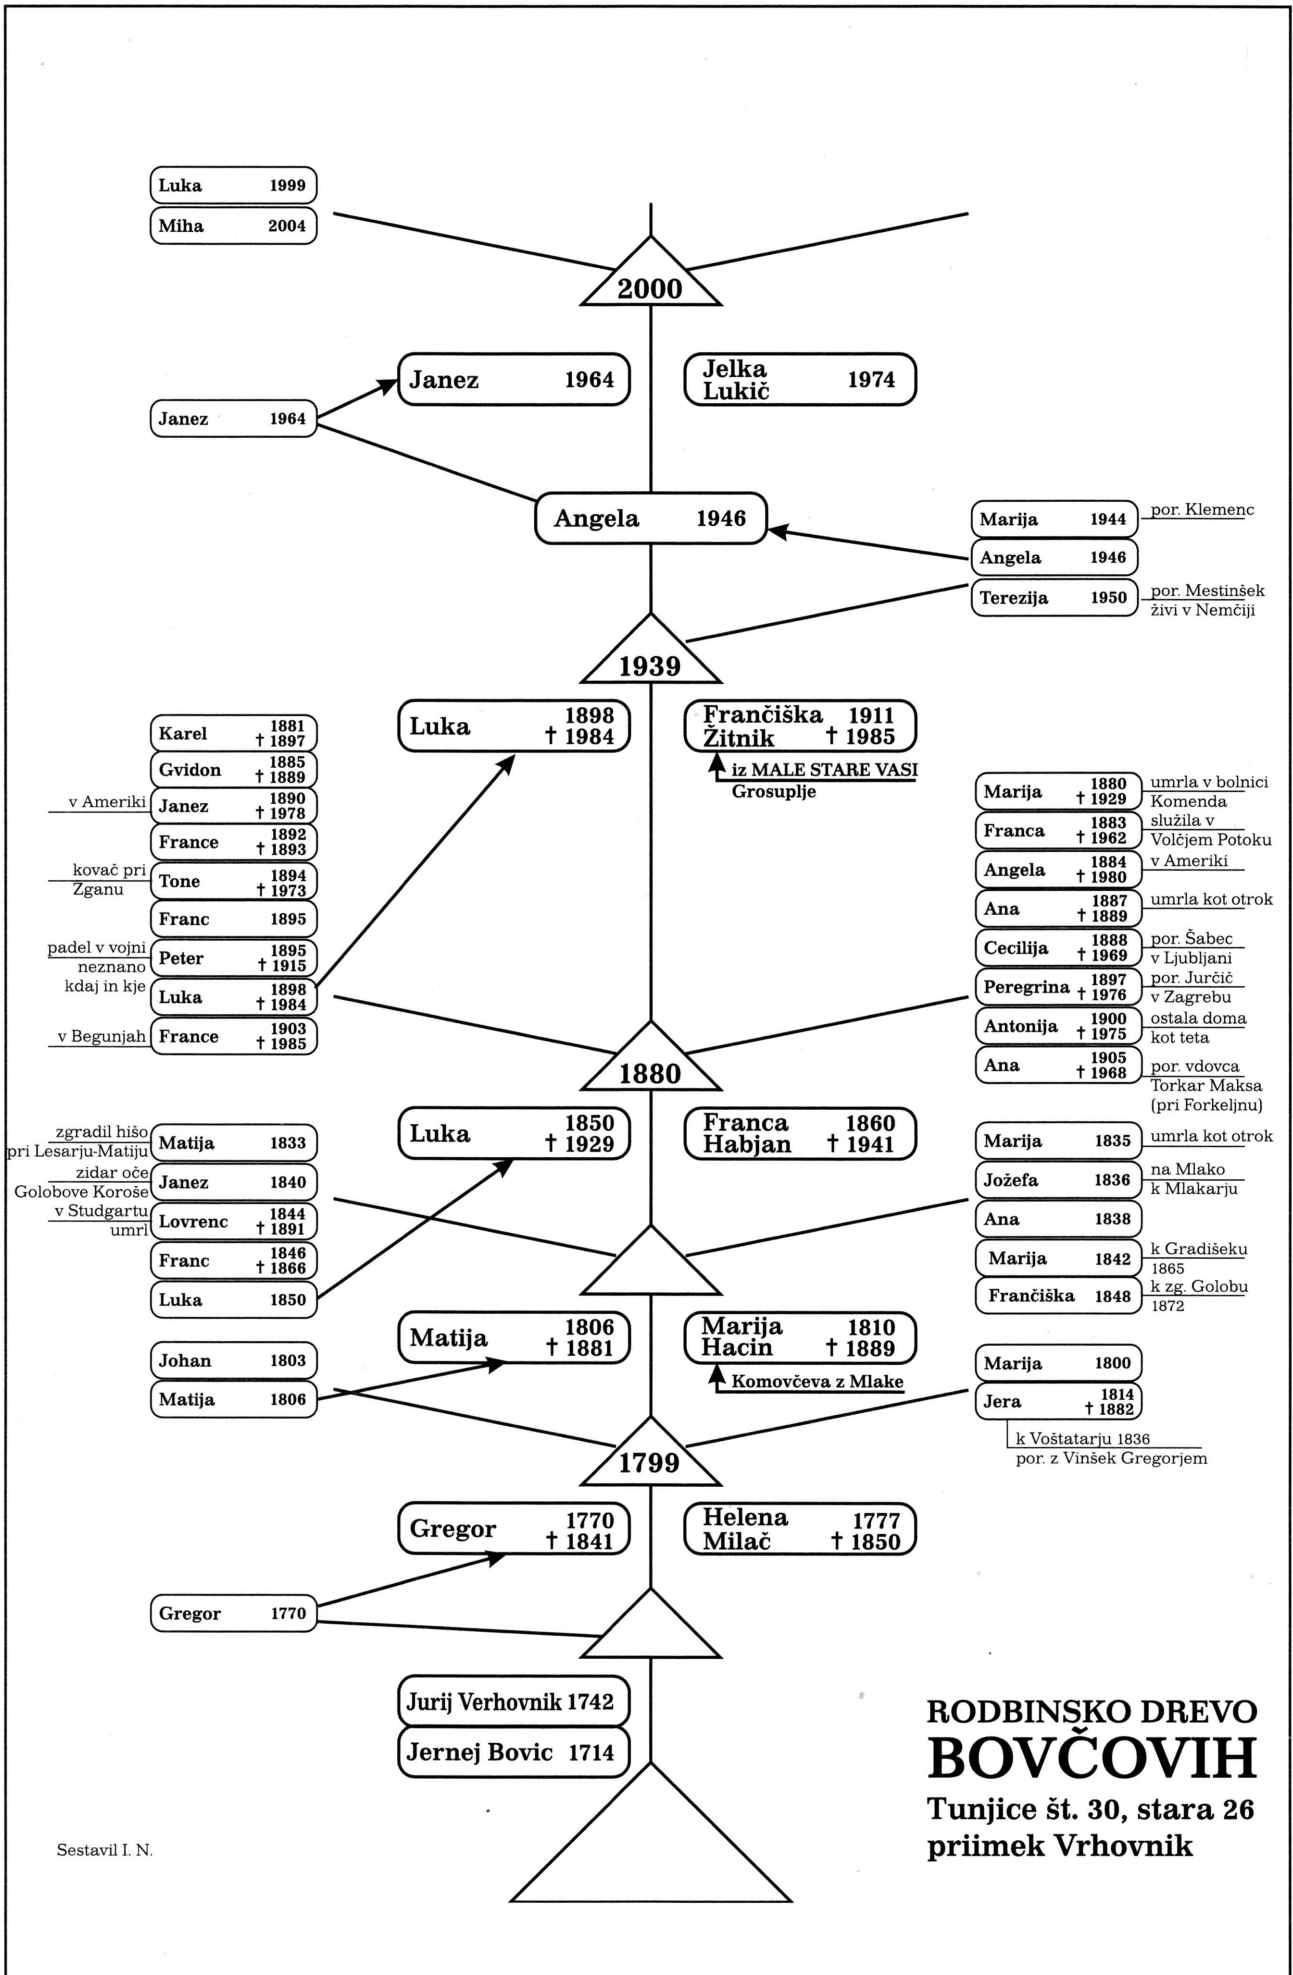 Luka 1999
Miha 2004
2000
Janez 1964
Jelka 1974
Lukič
Janez 1964
Angela 1946
Marija 1944 por. Klemenc
Angela 1946
Terezija 1950 por. Mestinšek
živi v Nemčiji
1939
Luka 1898
† 1984
Frančiška 1911
Žitnik † 1985
iz MALE STARE VASI
Grosuplje
Karel 1881
† 1897
Gvidon 1885
† 1889
v Ameriki Janez 1890
† 1978
France 1892
† 1893
kovač pri
Žganu
Tone 1894
† 1973
Franc 1895
padel v vojni
neznano
kdaj in kje
Peter 1895
† 1915
Luka 1898
† 1984
v Begunjah France 1903
† 1985
Marija 1880
† 1929
umrla v bolnici
Komenda
Franca 1883
† 1962
služila v
Volčjem Potoku
Angela 1884
† 1980
v Ameriki
Ana 1887
† 1889
umrla kot otrok
Cecilija 1888
† 1969
por. Šabec
v Ljubljani
Peregrina 1897
† 1976
por. Jurčič
v Zagrebu
Antonija 1900
† 1975
ostala doma
kot teta
Ana 1905
† 1968
por. vdovca
Torkar Maksa
(pri Forkeljnu)
1880
Luka 1850
† 1929
Franca 1860
Habjan † 1941
zgradil hišo
pri Lesarju-Matiju
Matija 1833
zidar oče
Golobove Koroše
Janez 1840
v Studgartu
umrl
Lovrenc 1844
† 1891
Franc 1846
† 1866
Luka 1850
Marija 1835 umrla kot otrok
Jožefa 1836 na Mlako
k Mlakarju
Ana 1838
Marija 1842 k Gradišeku
1865
Frančiška 1848 k zg. Golobu
1872
Matija 1806
† 1881
Marija 1810
Hacin † 1889
Komovčeva z Mlake
Johan 1803
Matija 1806
Marija 1800
Jera 1814
† 1882
k Voštatarju 1836
por. z Vinšek Gregorjem
1799
Gregor 1770
† 1841
Helena 1777
Milač † 1850
Gregor 1770
Jurij Verhovnik 1742
Jernej Bovic 1714
RODBINSKO DREVO
BOVČOVIH
Tunjice št. 30, stara 26
priimek Vrhovnik
Sestavil I. N.